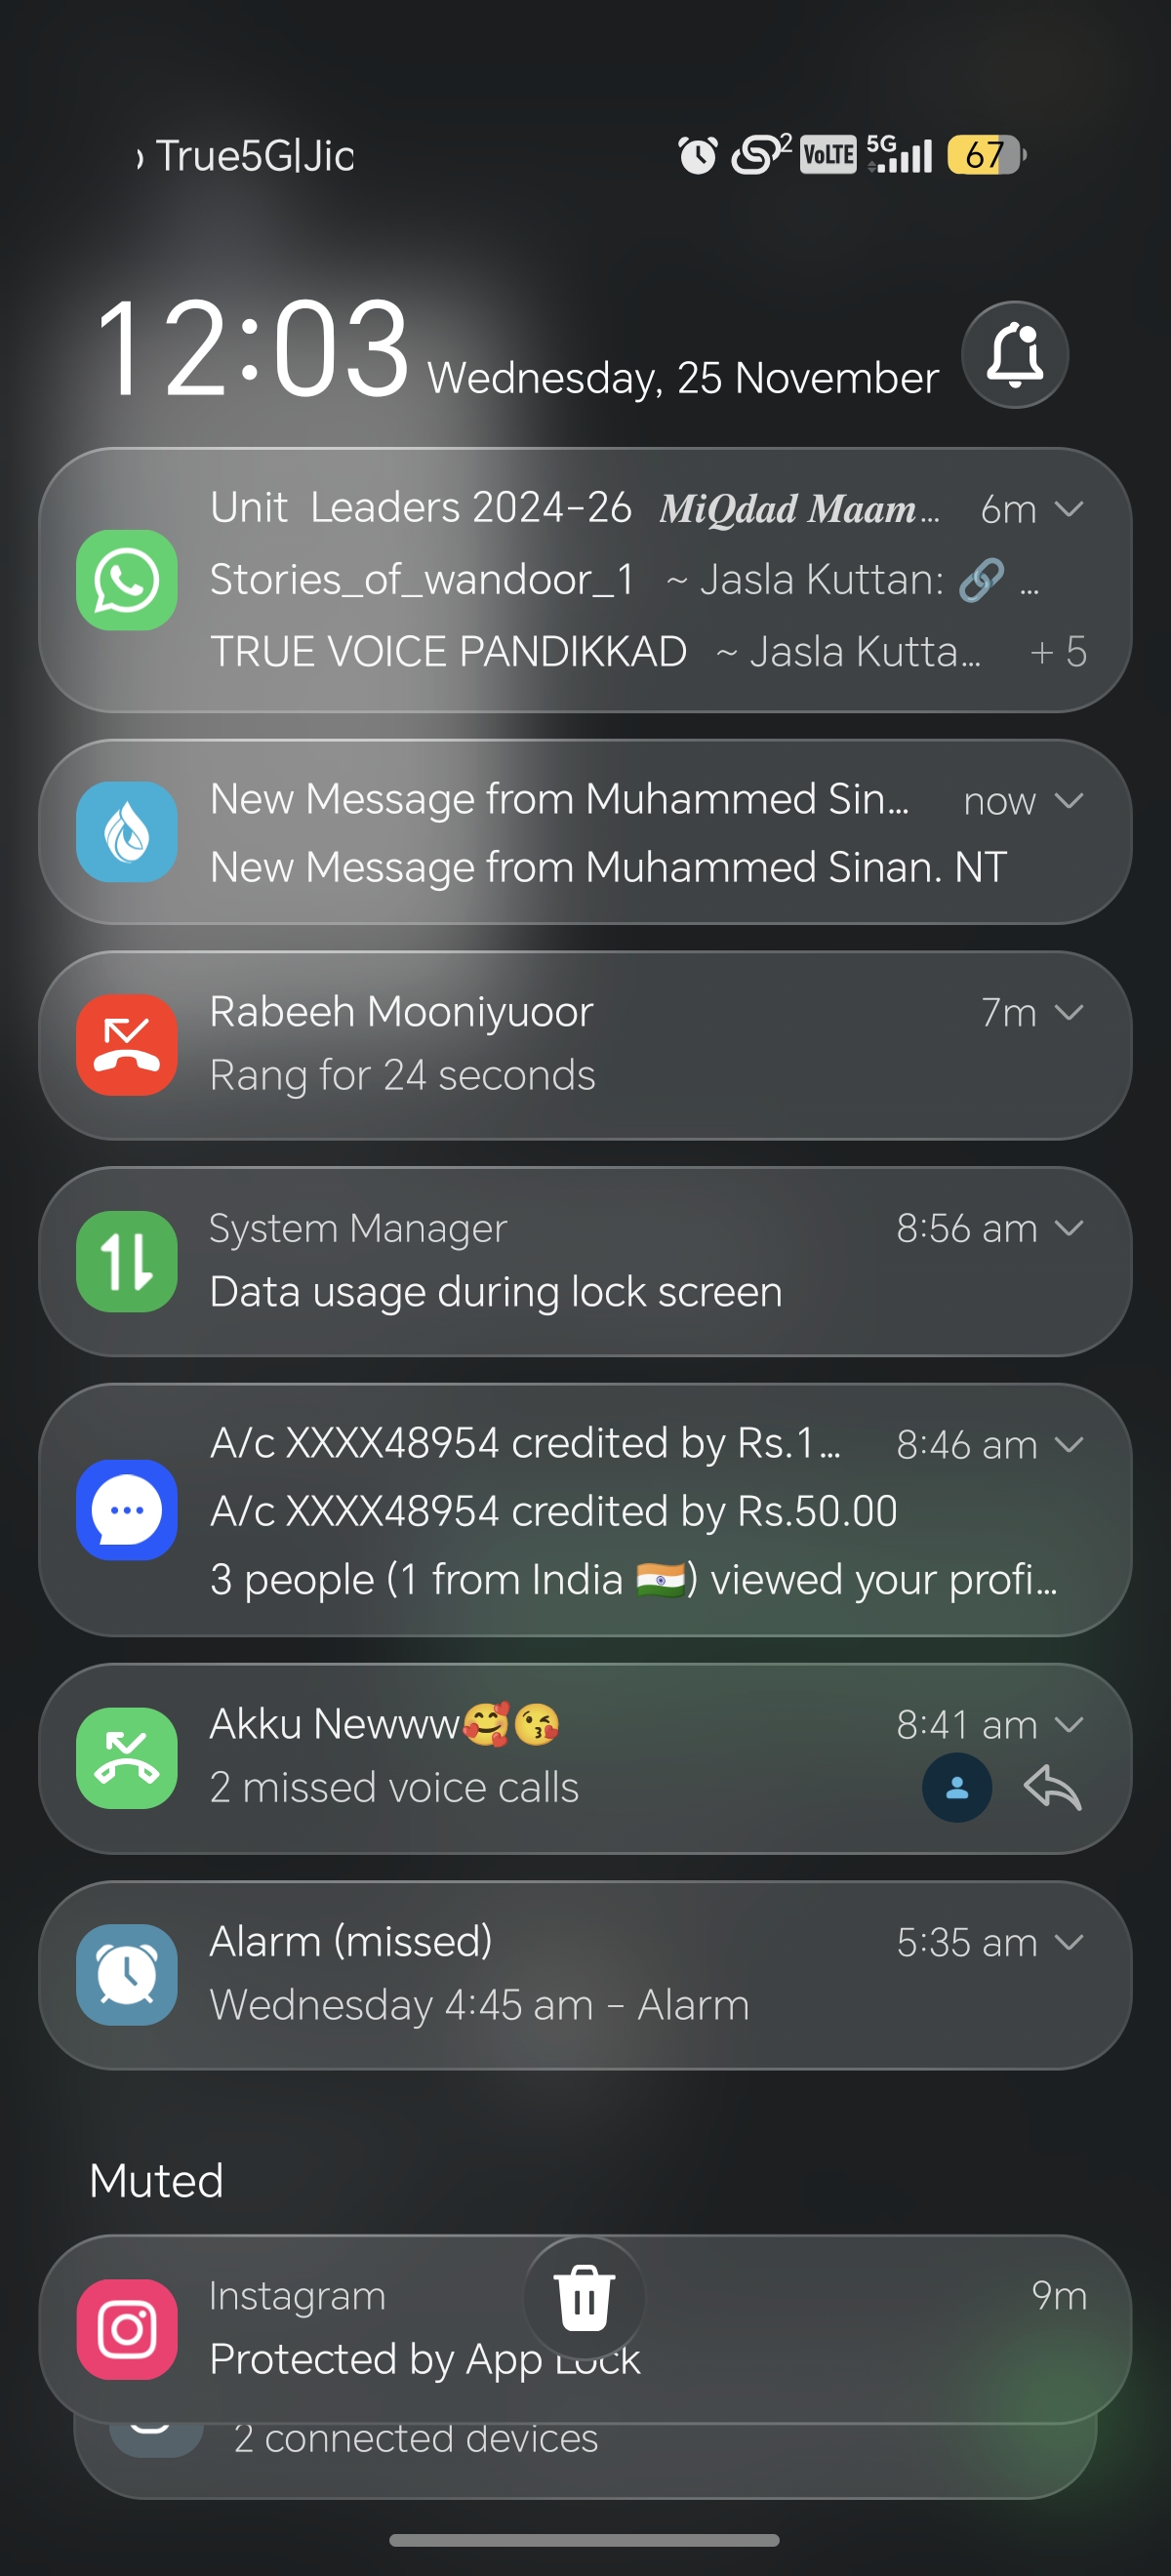 True5G|Jio
2 VoLTE 5G 67
12:03 Wednesday, 25 November
Unit Leaders 2024-26 MiQdad Maam... 6m
Stories_of_wandoor_1 ~ Jasla Kuttan: 🔗 ...
TRUE VOICE PANDIKKAD ~ Jasla Kutta... + 5
New Message from Muhammed Sin... now
New Message from Muhammed Sinan. NT
Rabeeh Mooniyuoor 7m
Rang for 24 seconds
System Manager 8:56 am
Data usage during lock screen
A/c XXXX48954 credited by Rs.1... 8:46 am
A/c XXXX48954 credited by Rs.50.00
3 people (1 from India 🇮🇳) viewed your profi...
Akku Newww🥰😘 8:41 am
2 missed voice calls
Alarm (missed) 5:35 am
Wednesday 4:45 am - Alarm
Muted
Instagram 9m
Protected by App Lock
2 connected devices